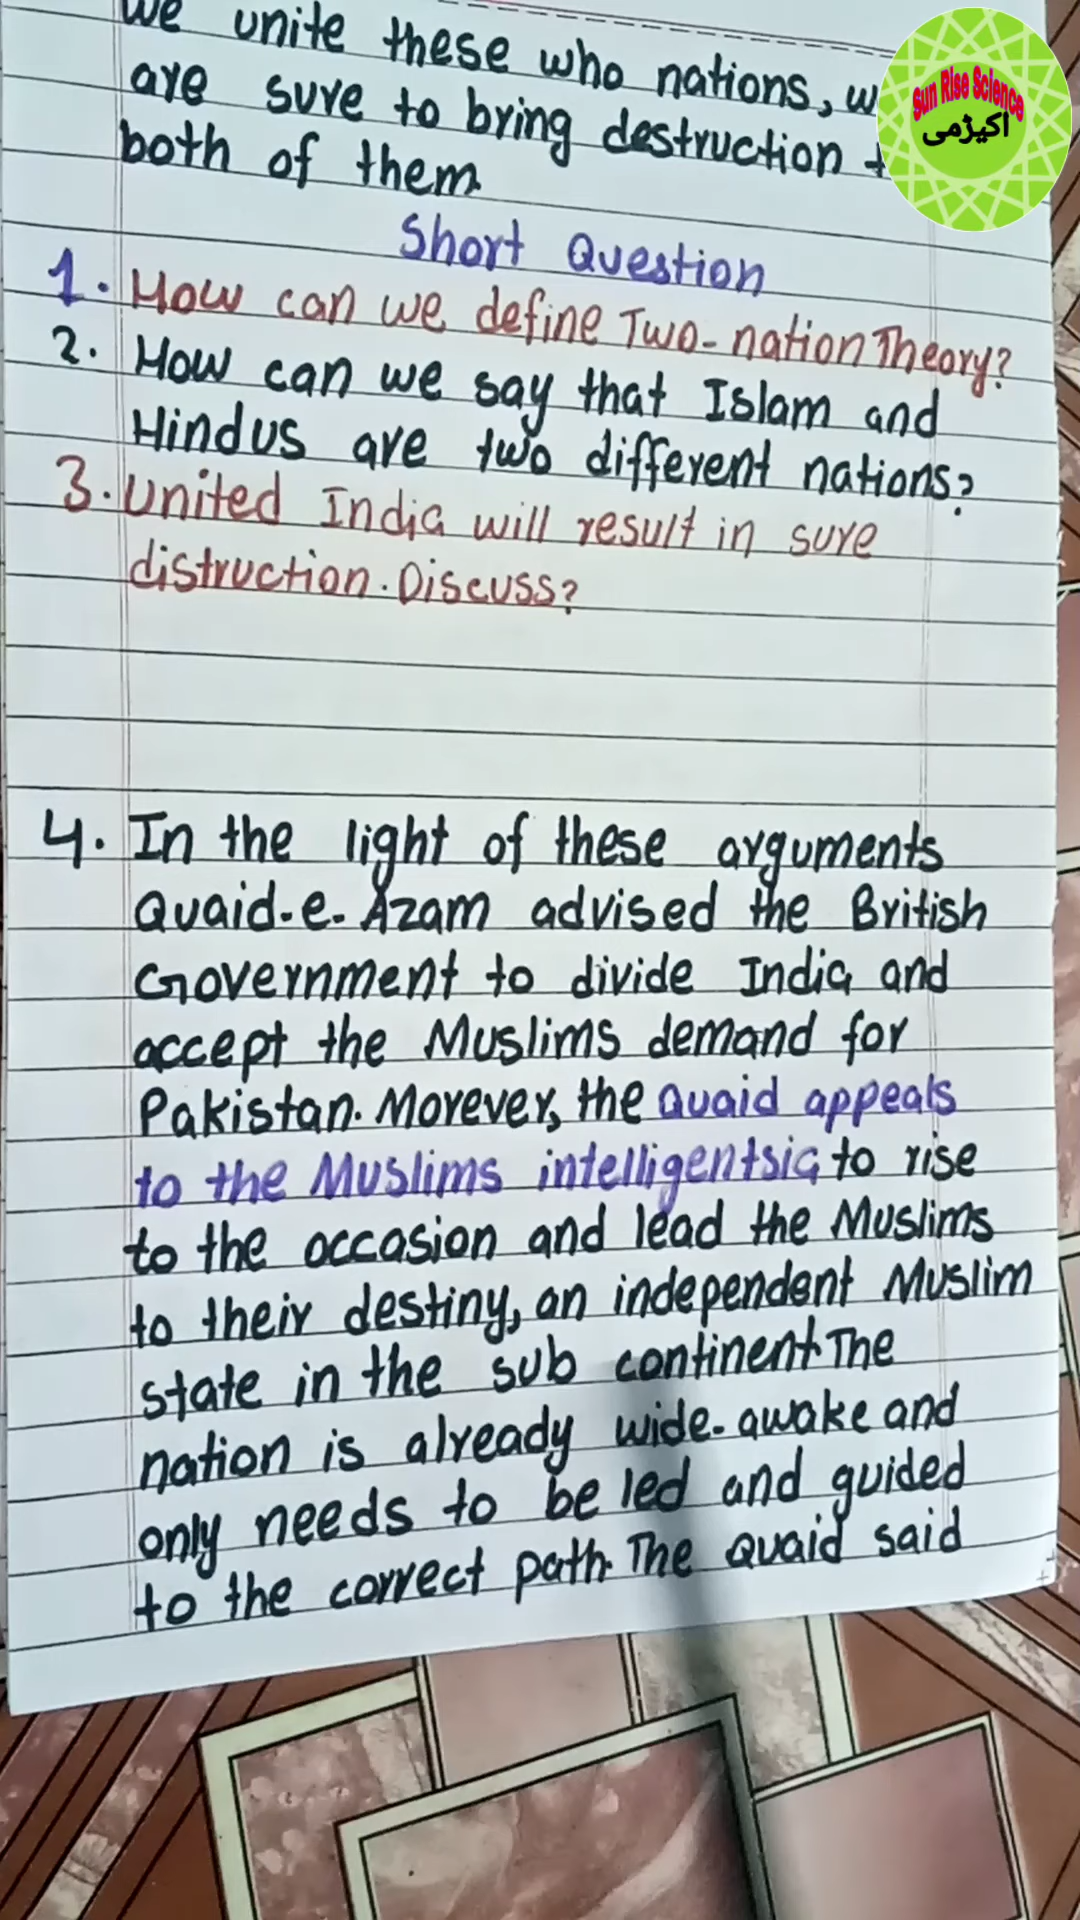 we unite these who nations, w
are sure to bring destruction t
both of them.
Sun Rise Science
اکیڈمی
Short Question
1. How can we define Two-nation Theory?
2. How can we say that Islam and
Hindus are two different nations?
3. United India will result in sure
distruction. Discuss?
4. In the light of these arguments
Quaid-e-Azam advised the British
Government to divide India and
accept the Muslims demand for
Pakistan. Morever, the Quaid appeals
to the Muslims intelligentsia to rise
to the occasion and lead the Muslims
to their destiny, an independent Muslim
state in the sub continent. The
nation is already wide-awake and
only needs to be led and guided
to the correct path. The Quaid said